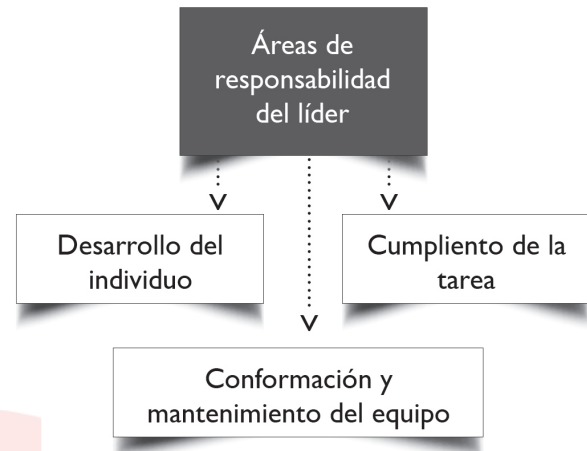 Áreas de
responsabilidad
del líder
Desarrollo del
individuo
Cumpliento de la
tarea
Conformación y
mantenimiento del equipo